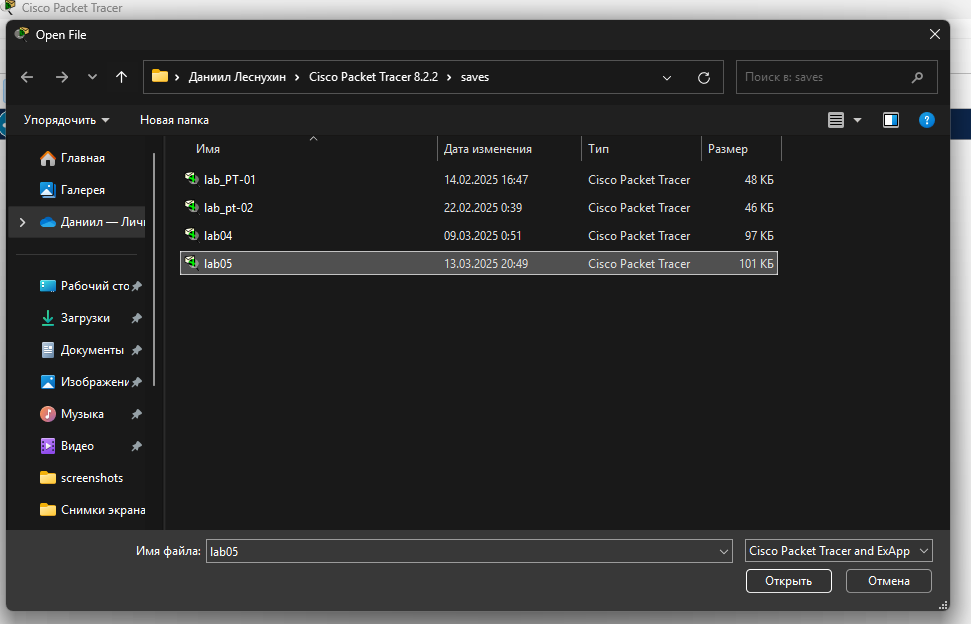 Cisco Packet Tracer
Open File
Даниил Леснухин › Cisco Packet Tracer 8.2.2 › saves
Поиск в: saves
Упорядочить Новая папка
Имя Дата изменения Тип Размер
Главная
Галерея
Даниил — Личн
lab_PT-01 14.02.2025 16:47 Cisco Packet Tracer 48 КБ
lab_pt-02 22.02.2025 0:39 Cisco Packet Tracer 46 КБ
lab04 09.03.2025 0:51 Cisco Packet Tracer 97 КБ
lab05 13.03.2025 20:49 Cisco Packet Tracer 101 КБ
Рабочий сто
Загрузки
Документы
Изображени
Музыка
Видео
screenshots
Снимки экрана
Имя файла: lab05 Cisco Packet Tracer and ExApp
Открыть Отмена